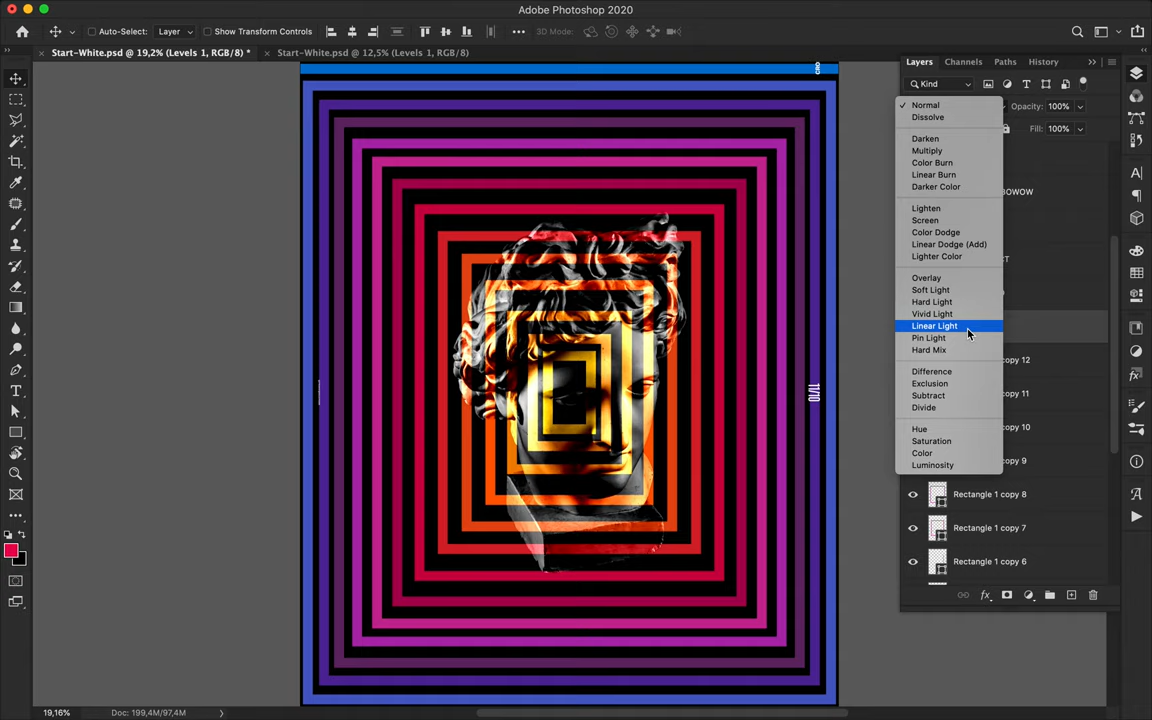 Adobe Photoshop 2020
Auto-Select:
Layer
Show Transform Controls
3D Mode:
Start-White.psd @ 19,2% (Levels 1, RGB/8) *
Start-White.psd @ 12,5% (Levels 1, RGB/8)
Layers
Channels
Paths
History
Kind
Normal
Opacity: 100%
Dissolve
Fill: 100%
Darken
Multiply
Color Burn
Linear Burn
Darker Color
OWOW
Lighten
Screen
Color Dodge
Linear Dodge (Add)
Lighter Color
CT
Overlay
Soft Light
Hard Light
Vivid Light
Linear Light
Pin Light
Hard Mix
copy 12
Difference
Exclusion
Subtract
Divide
copy 11
Hue
copy 10
Saturation
Color
Luminosity
copy 9
Rectangle 1 copy 8
Rectangle 1 copy 7
Rectangle 1 copy 6
11/10
19,16%
Doc: 199,4M/97,4M